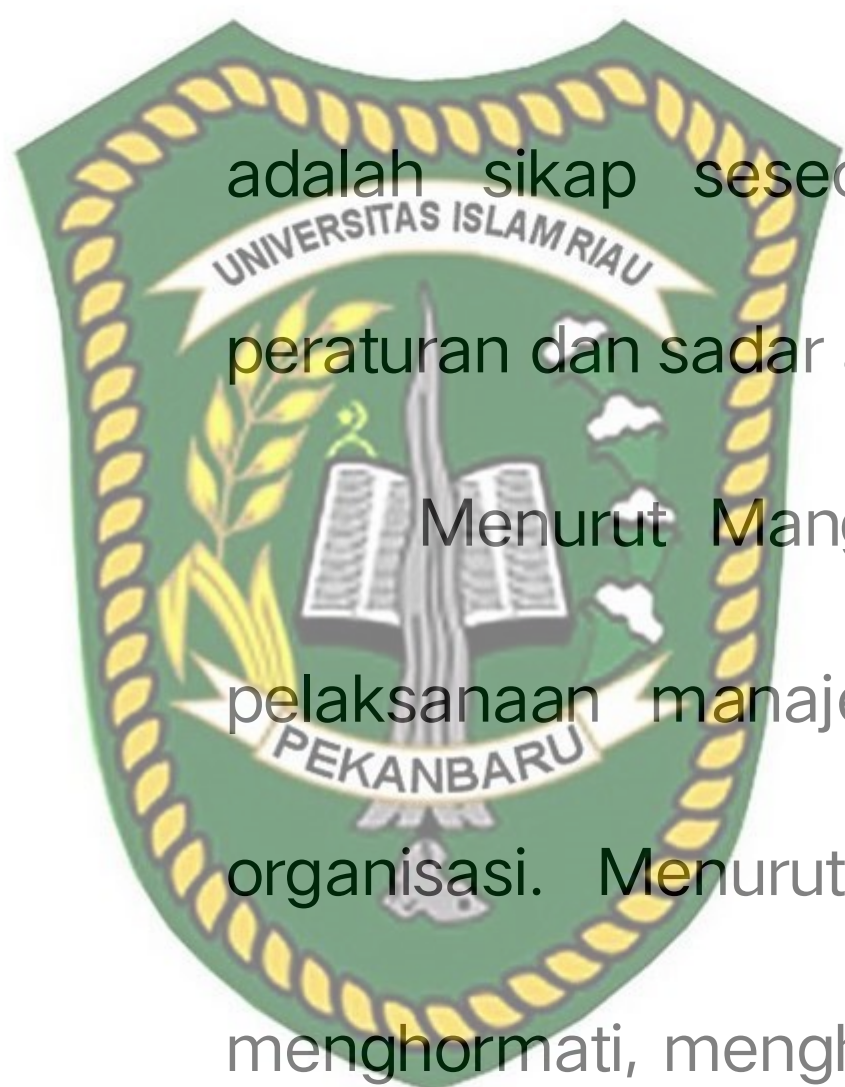 adalah sikap
UNIVERSITAS ISLAM RIAU
peraturan dan sadar
Menurut
pelaksanaan
PEKANBARU
organisasi. Menurut
menghormati,